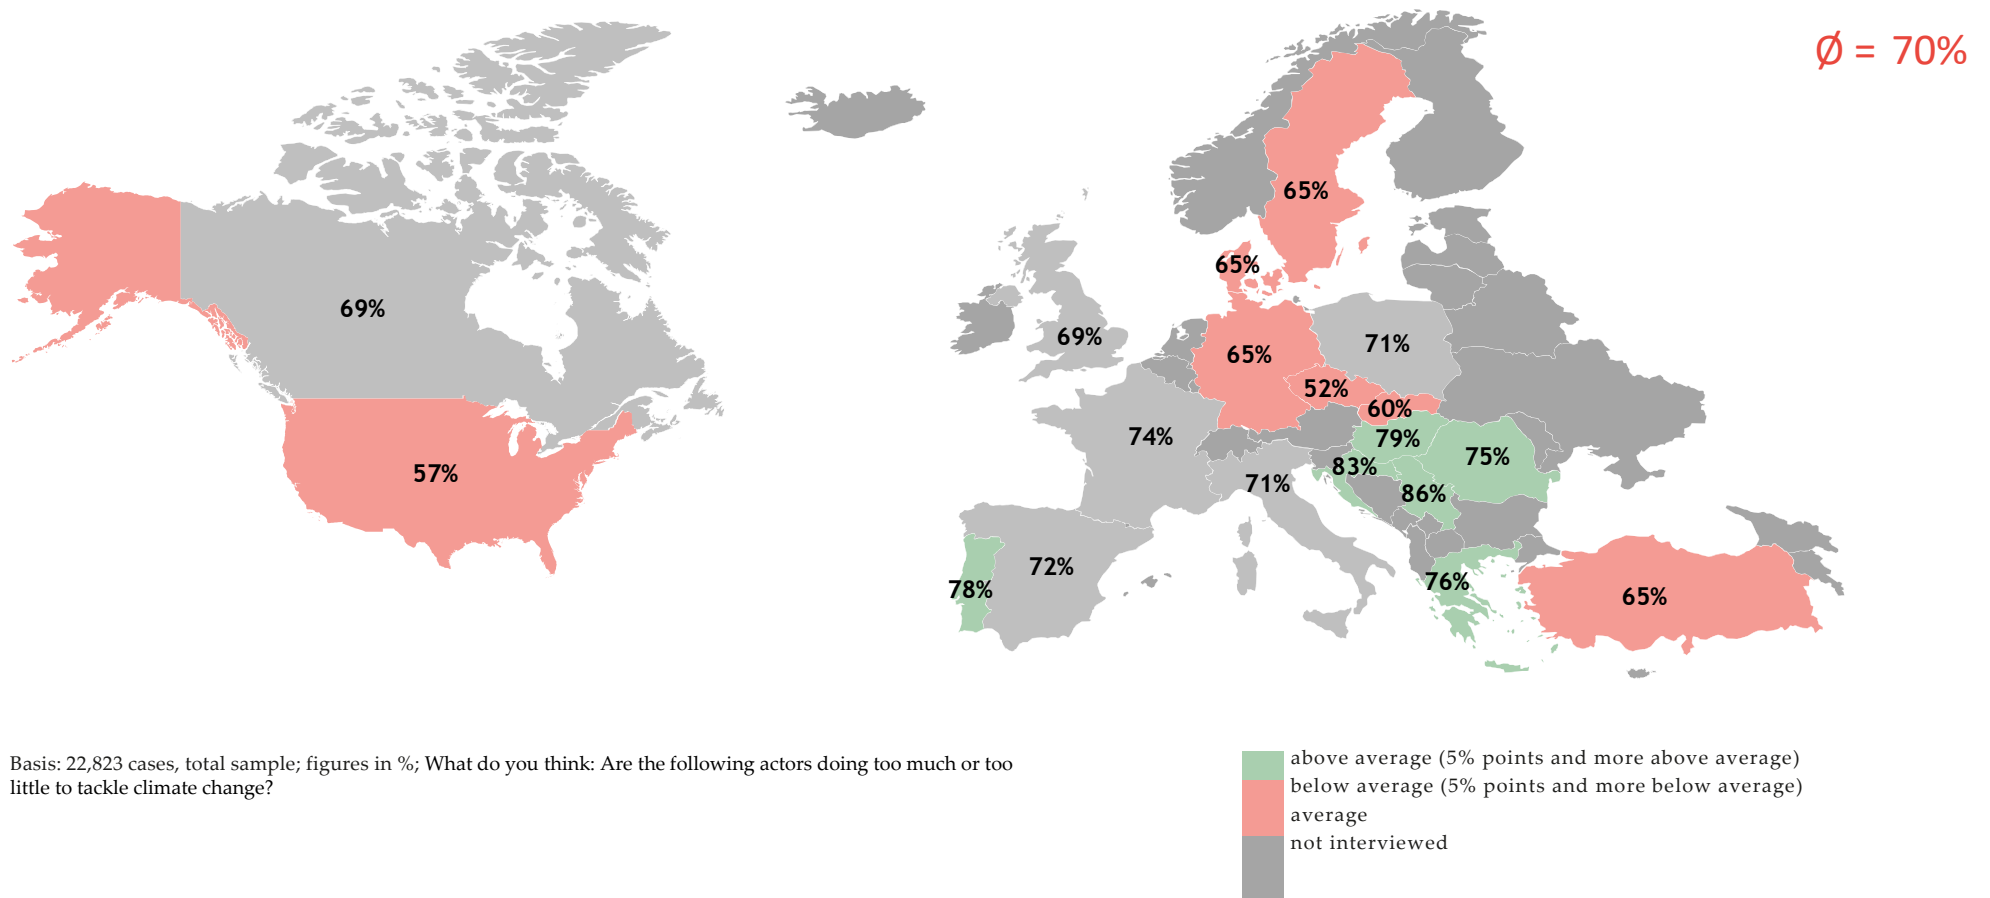 Ø = 70%
65%
65%
69%
69%
71%
65%
52%
60%
74%
79%
75%
57%
83%
71%
86%
72%
76%
78%
65%
Basis: 22,823 cases, total sample; figures in %; What do you think: Are the following actors doing too much or too
little to tackle climate change?
above average (5% points and more above average)
below average (5% points and more below average)
average
not interviewed